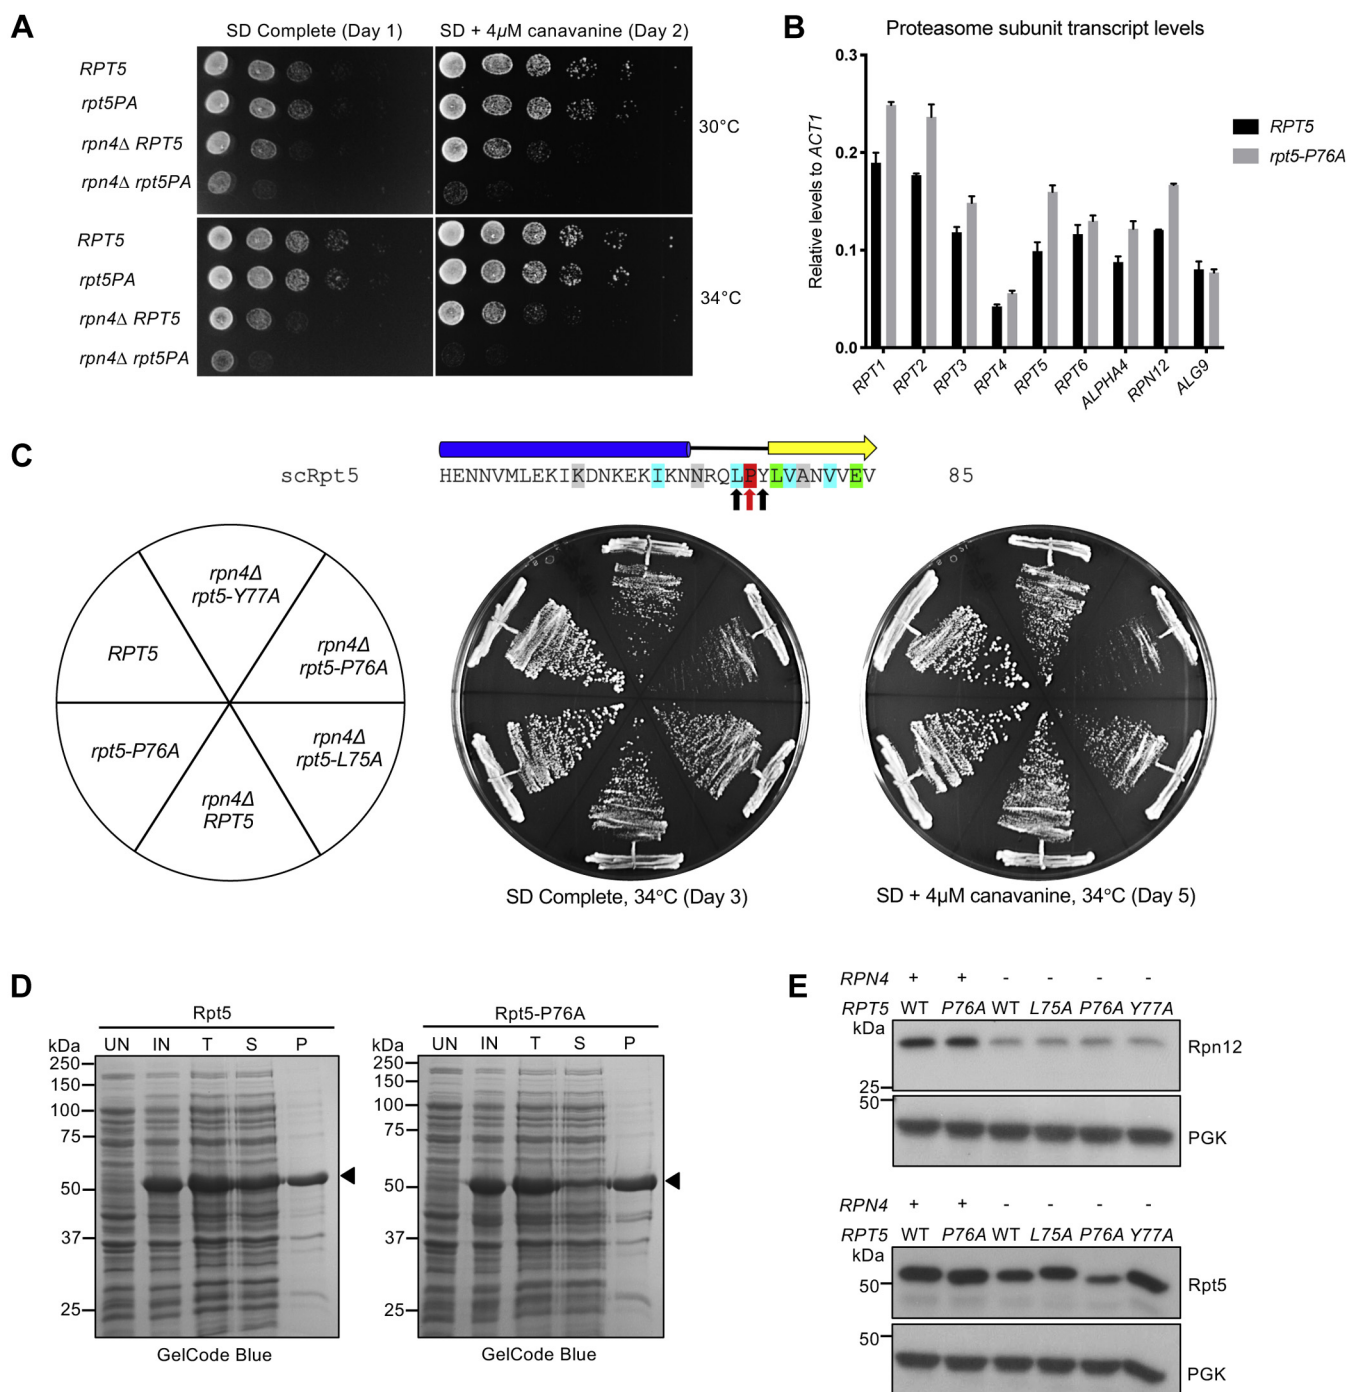 A
SD Complete (Day 1)
SD + 4µM canavanine (Day 2)
RPT5
rpt5PA
rpn4Δ RPT5
rpn4Δ rpt5PA
30°C
RPT5
rpt5PA
rpn4Δ RPT5
rpn4Δ rpt5PA
34°C
B
Proteasome subunit transcript levels
Relative levels to ACT1
0.3
0.2
0.1
0.0
RPT1
RPT2
RPT3
RPT4
RPT5
RPT6
ALPHA4
RPN12
ALG9
RPT5
rpt5-P76A
C
scRpt5 HENNVMLEKIKDNKEKIKNNRQLPYLVANVVEV 85
rpn4Δ
rpt5-Y77A
RPT5
rpn4Δ
rpt5-P76A
rpt5-P76A
rpn4Δ
rpt5-L75A
rpn4Δ
RPT5
SD Complete, 34°C (Day 3)
SD + 4µM canavanine, 34°C (Day 5)
D
Rpt5
kDa UN IN T S P
250
150
100
75
50
37
25
GelCode Blue
Rpt5-P76A
kDa UN IN T S P
250
150
100
75
50
37
25
GelCode Blue
E
RPN4 + + - - - -
RPT5 WT P76A WT L75A P76A Y77A
kDa
Rpn12
25
50
PGK
RPN4 + + - - - -
RPT5 WT P76A WT L75A P76A Y77A
kDa
50
Rpt5
50
PGK